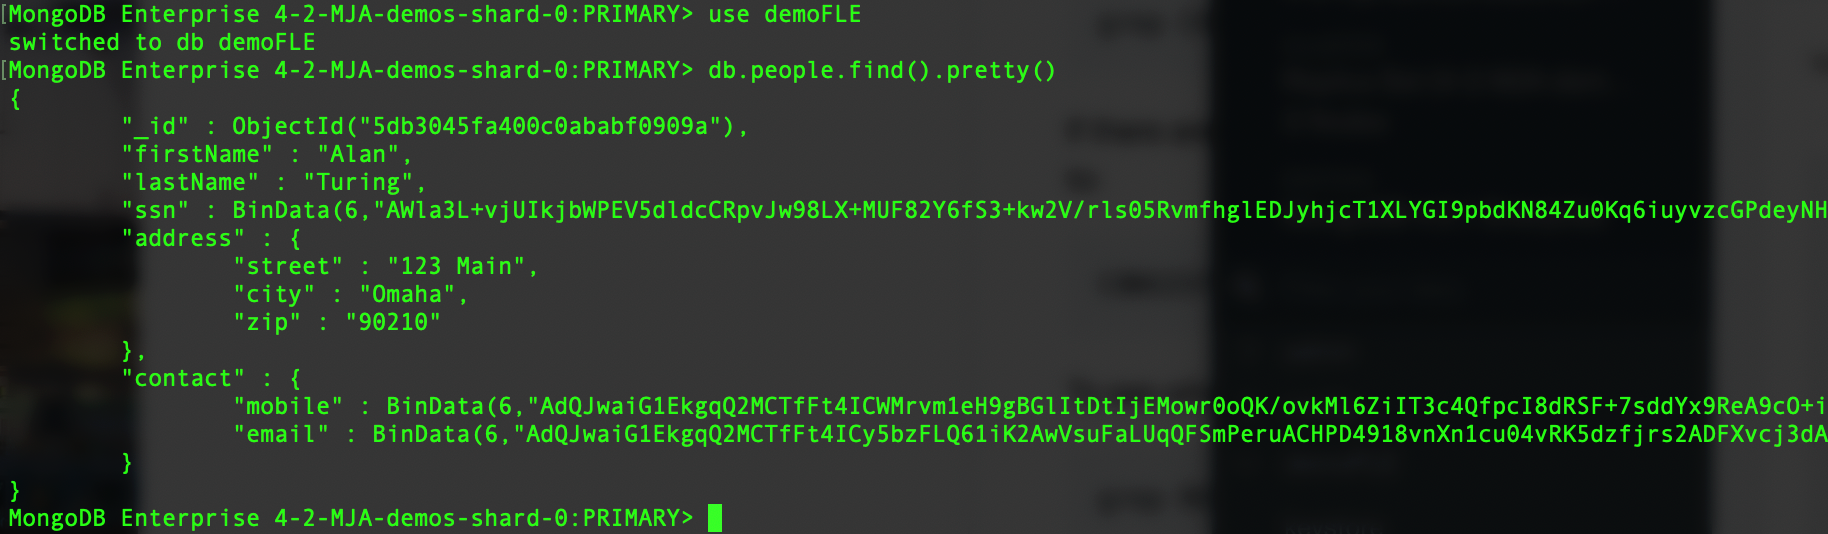 [MongoDB Enterprise 4-2-MJA-demos-shard-0:PRIMARY> use demoFLE
switched to db demoFLE
[MongoDB Enterprise 4-2-MJA-demos-shard-0:PRIMARY> db.people.find().pretty()
{
"_id" : ObjectId("5db3045fa400c0ababf0909a"),
"firstName" : "Alan",
"lastName" : "Turing",
"ssn" : BinData(6,"AWla3L+vjUIkjbWPEV5dldcCRpvJw98LX+MUF82Y6fS3+kw2V/rls05RvmfhglEDJyhjcT1XLYGI9pbdKN84Zu0Kq6iuyvzcGPdeyNH
"address" : {
"street" : "123 Main",
"city" : "Omaha",
"zip" : "90210"
},
"contact" : {
"mobile" : BinData(6,"AdQJwaiG1EkgqQ2MCTfFt4ICWMrvm1eH9gBGlItDtIjEMowr0oQK/ovkMl6ZiIT3c4QfpcI8dRSF+7sddYx9ReA9cO+i
"email" : BinData(6,"AdQJwaiG1EkgqQ2MCTfFt4ICy5bzFLQ61iK2AwVsuFaLUqQFSmPeruACHPD4918vnXn1cu04vRK5dzfjrs2ADFXvcj3dA
}
}
MongoDB Enterprise 4-2-MJA-demos-shard-0:PRIMARY>